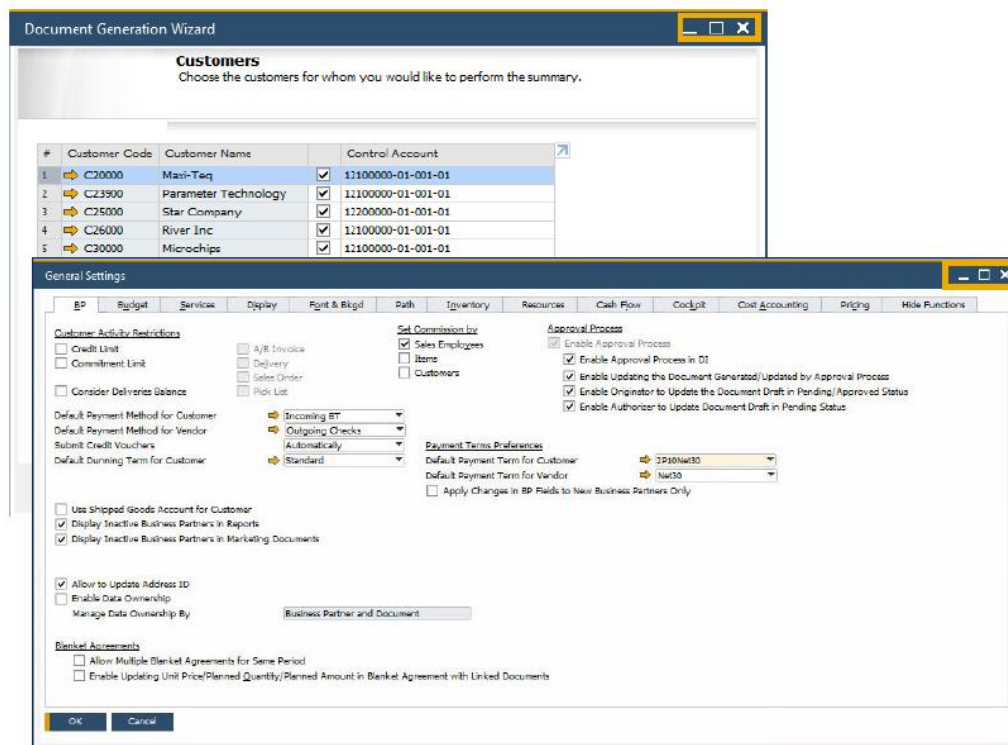 Document Generation Wizard
Customers
Choose the customers for whom you would like to perform the summary.
# Customer Code Customer Name Control Account
1 C20000 Maxi-Teq 12100000-01-001-01
2 C23900 Parameter Technology 12100000-01-001-01
3 C25000 Star Company 12200000-01-001-01
4 C26000 River Inc 12100000-01-001-01
5 C30000 Microchips 12100000-01-001-01
General Settings
BP Budget Services Display Font & Bkgd Path Inventory Resources Cash Flow Cockpit Cost Accounting Pricing Hide Functions
Customer Activity Restrictions Set Commission by Approval Process
Credit Limit A/R Invoice Sales Employees Enable Approval Process
Commitment Limit Delivery Items Enable Approval Process in DI
Sales Order Customers Enable Updating the Document Generated/Updated by Approval Process
Consider Deliveries Balance Pick List Enable Originator to Update the Document Draft in Pending/Approved Status
Enable Authorizer to Update Document Draft in Pending Status
Default Payment Method for Customer Incoming BT
Default Payment Method for Vendor Outgoing Checks
Submit Credit Vouchers Automatically Payment Terms Preferences
Default Dunning Term for Customer Standard Default Payment Term for Customer 2P10Net30
Default Payment Term for Vendor Net30
Apply Changes in BP Fields to New Business Partners Only
Use Shipped Goods Account for Customer
Display Inactive Business Partners in Reports
Display Inactive Business Partners in Marketing Documents
Allow to Update Address ID
Enable Data Ownership
Manage Data Ownership By Business Partner and Document
Blanket Agreements
Allow Multiple Blanket Agreements for Same Period
Enable Updating Unit Price/Planned Quantity/Planned Amount in Blanket Agreement with Linked Documents
OK Cancel